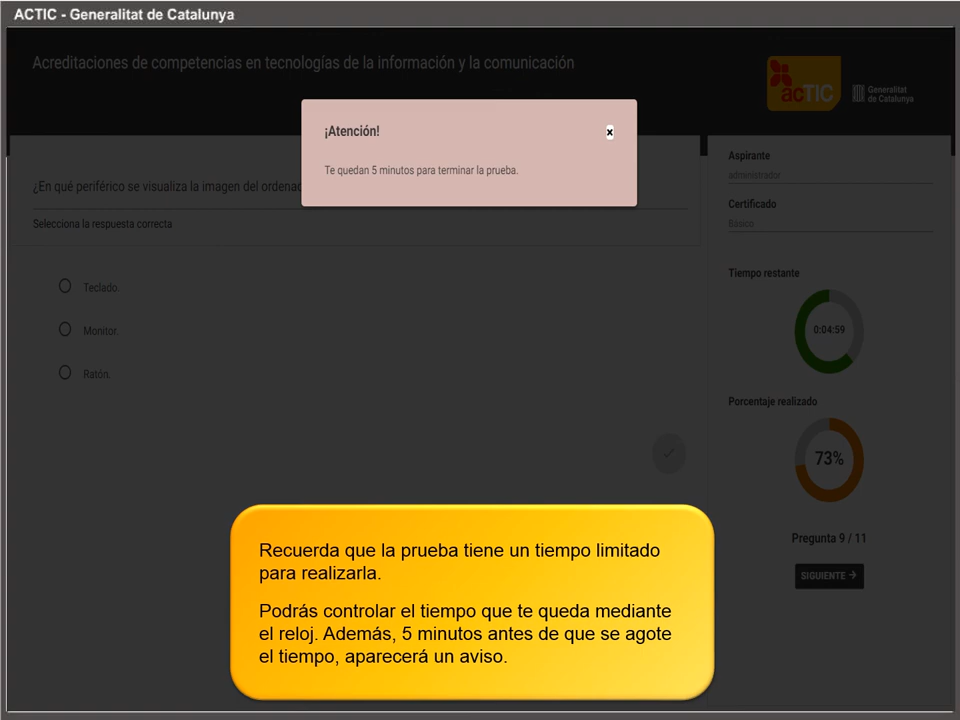 ACTIC - Generalitat de Catalunya
Acreditaciones de competencias en tecnologías de la información y la comunicación
acTIC
Generalitat
de Catalunya
¡Atención!
×
Te quedan 5 minutos para terminar la prueba.
¿En qué periférico se visualiza la imagen del
Selecciona la respuesta correcta
Teclado.
Monitor.
Ratón.
Aspirante
administrador
Certificado
Basico
Tiempo restante
0:04:59
Porcentaje realizado
73%
Pregunta 9 / 11
SIGUIENTE →
Recuerda que la prueba tiene un tiempo limitado
para realizarla.
Podrás controlar el tiempo que te queda mediante
el reloj. Además, 5 minutos antes de que se agote
el tiempo, aparecerá un aviso.